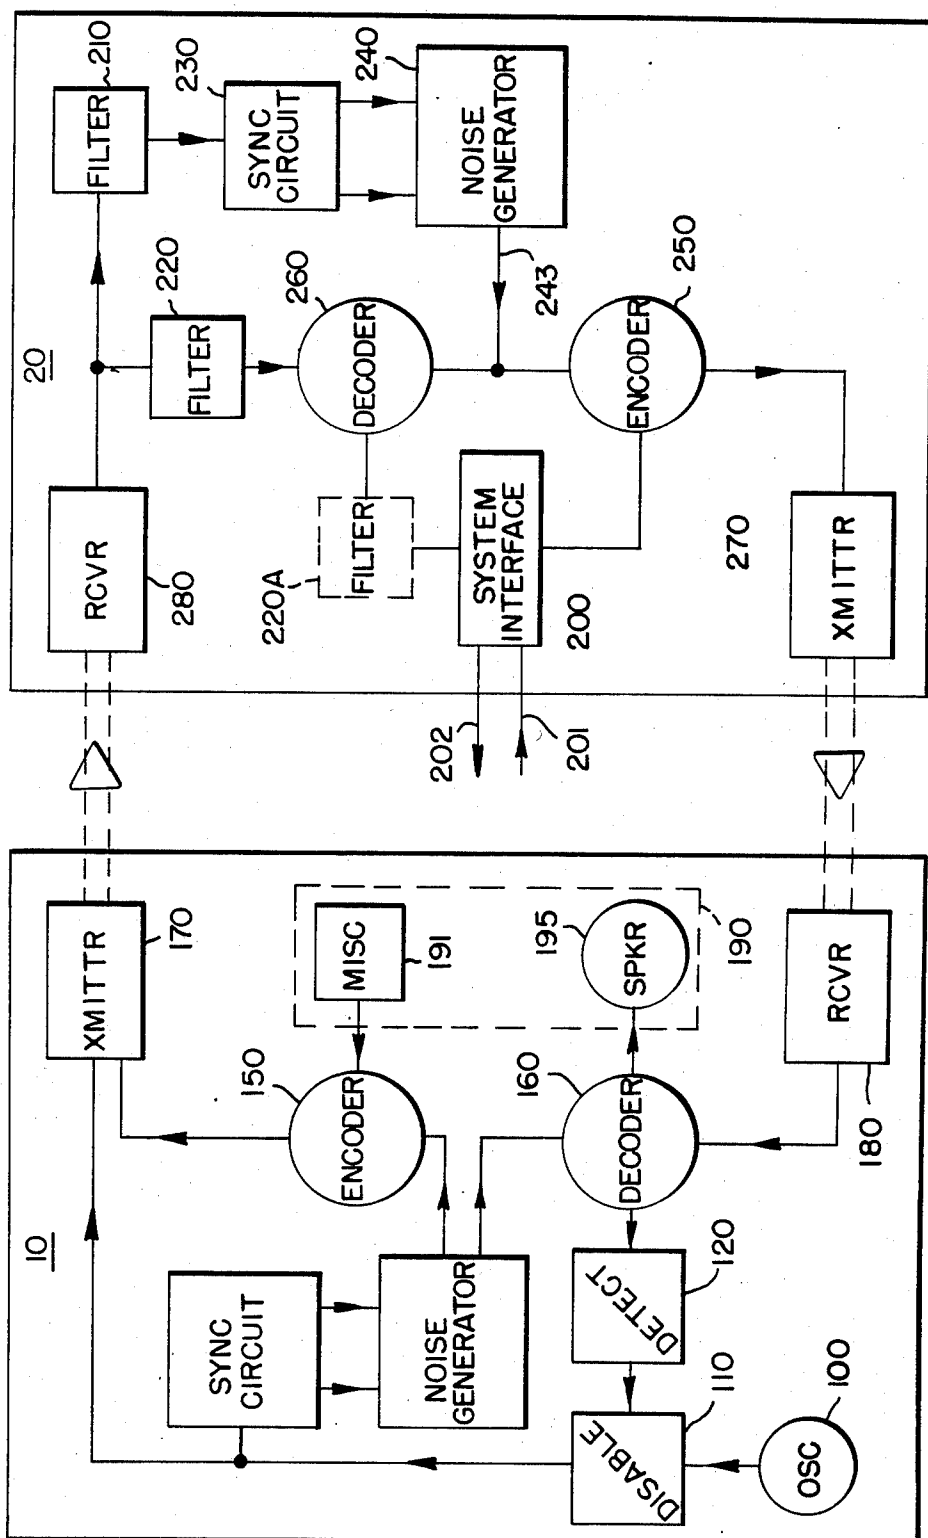 10
SYNC
CIRCUIT
NOISE
GENERATOR
ENCODER
150
MISC
191
XMITTR
170
DECODER
160
SPKR
195
190
DETECT
120
DISABLE
110
OSC
100
RCVR
180
20
RCVR
280
FILTER
210
FILTER
220
SYNC
CIRCUIT
230
DECODER
260
NOISE
GENERATOR
240
243
FILTER
220A
SYSTEM
INTERFACE
200
202
201
ENCODER
250
XMITTR
270